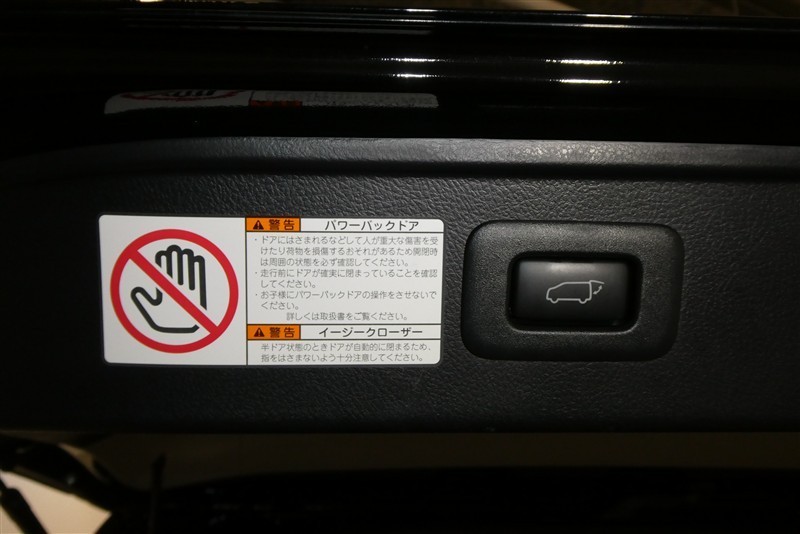 警告 パワーバックドア
・ドアにはさまれるなどして人が重大な傷害を受
けたり荷物を損傷するおそれがあるため開閉時
は周囲の状態を必ず確認してください。
・走行前にドアが確実に閉まっていることを確認
してください。
・お子様にパワーバックドアの操作をさせないで
ください。
詳しくは取扱書をご覧ください。
警告 イージークローザー
半ドア状態のときドアが自動的に閉まるため、
指をはさまないよう十分注意してください。